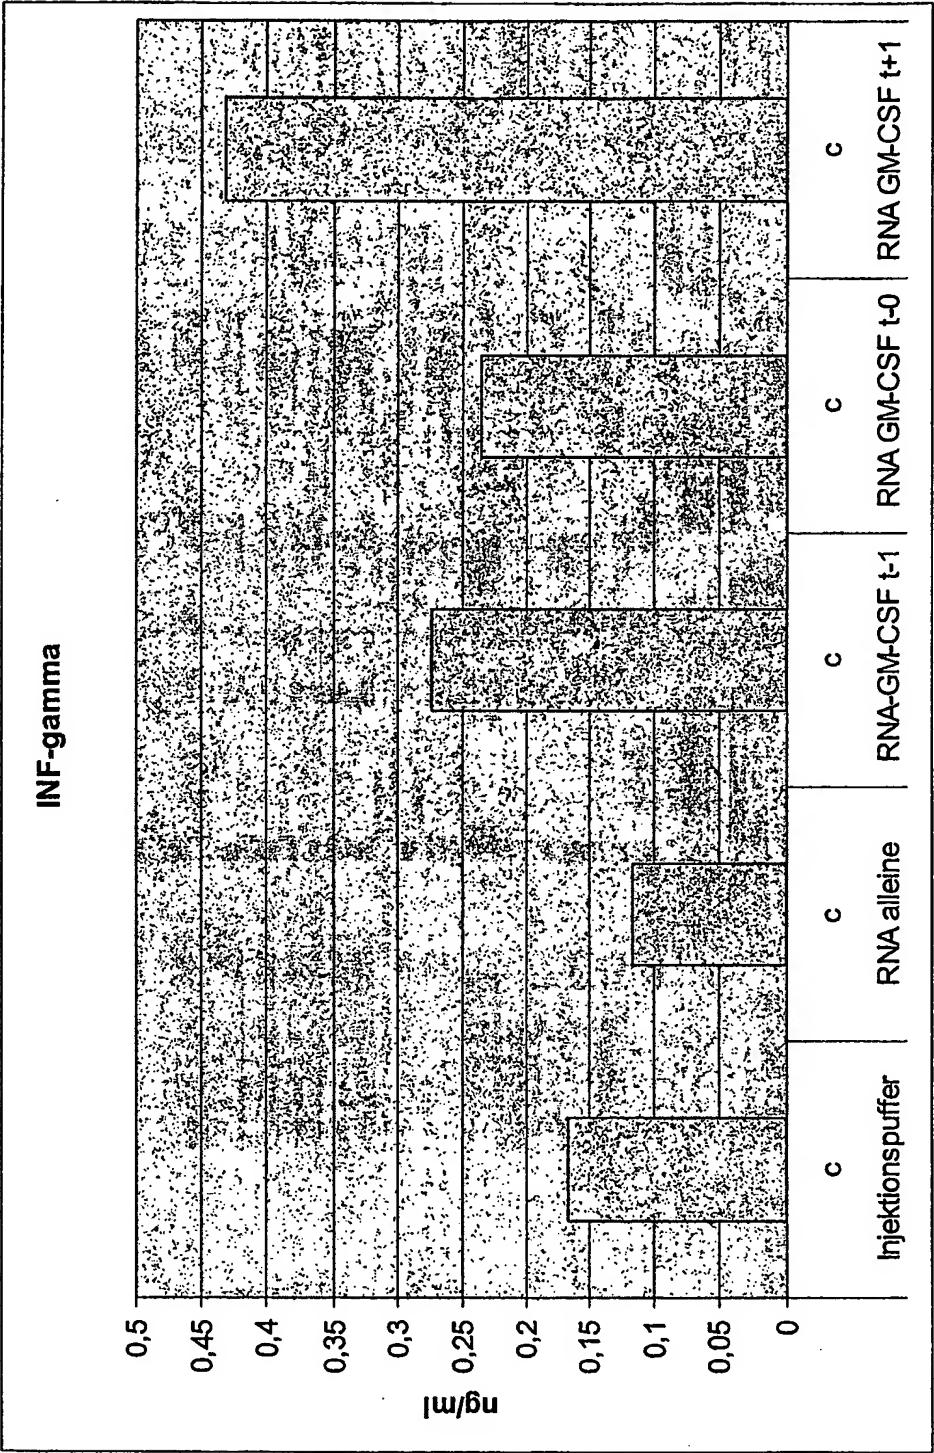 INF-gamma
0,5
0,45
0,4
0,35
0,3
0,25
0,2
0,15
0,1
0,05
0
ng/ml
c c c c c
Injektionspuffer RNA alleine RNA-GM-CSF t-1 RNA GM-CSF t-0 RNA GM-CSF t+1